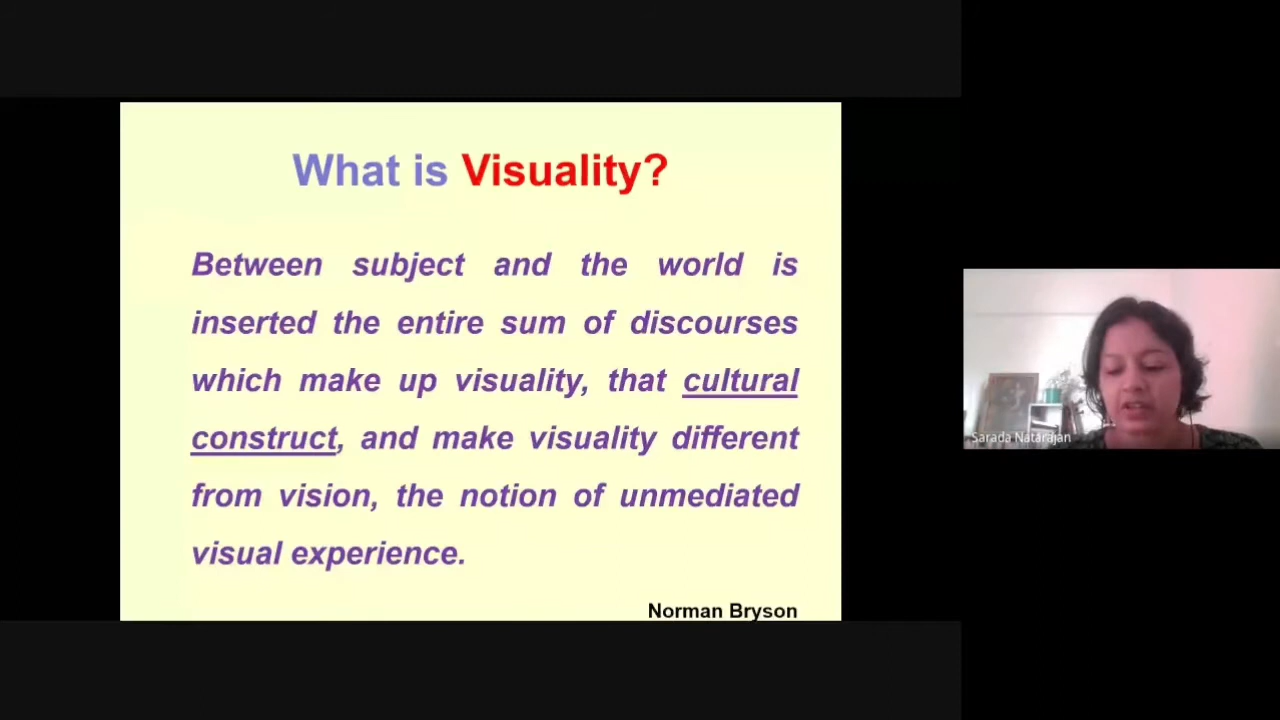 What is Visuality?
Between subject and the world is
inserted the entire sum of discourses
which make up visuality, that cultural
construct, and make visuality different
from vision, the notion of unmediated
visual experience.
Norman Bryson
Sarada Natarajan